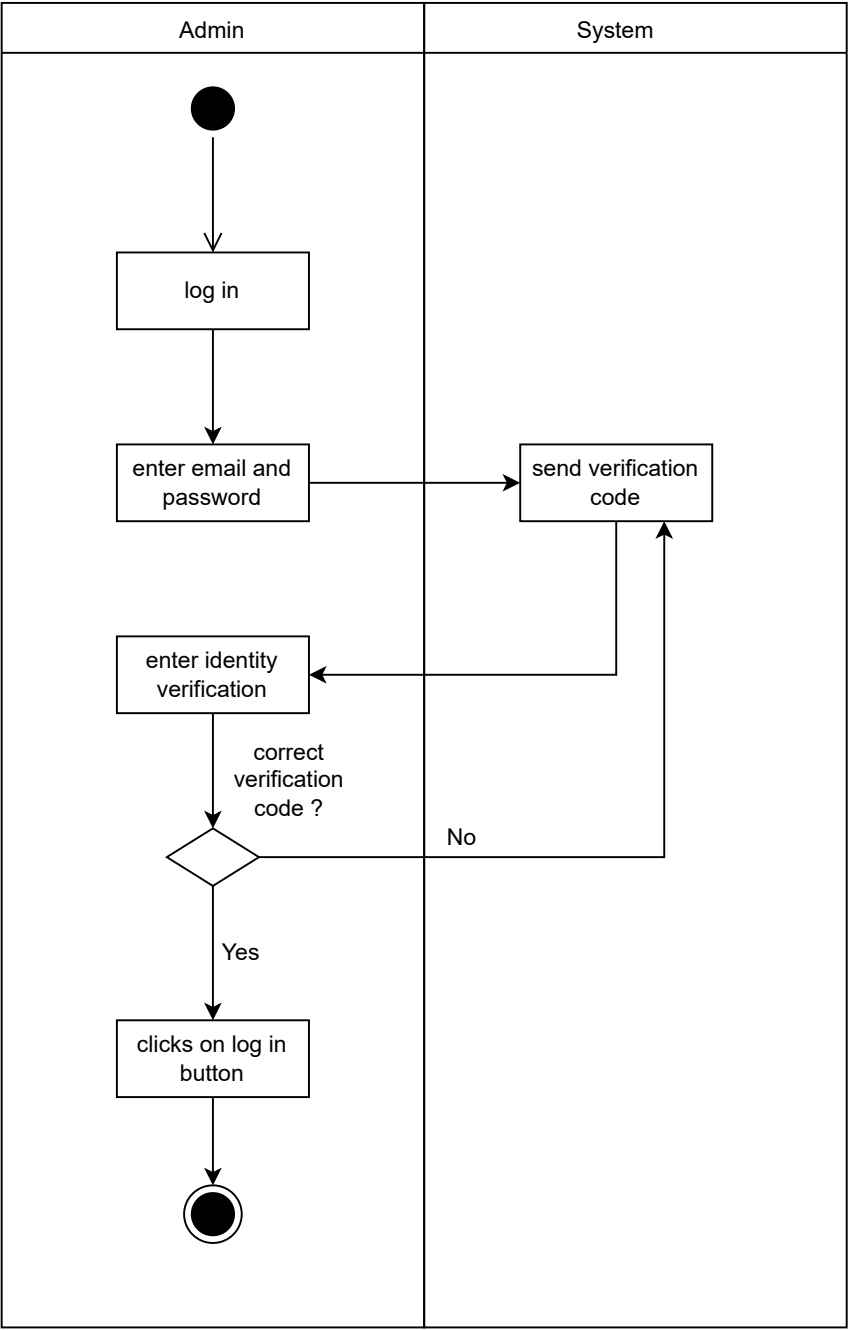 Admin
System
log in
enter email and
password
send verification
code
enter identity
verification
correct
verification
code ?
No
Yes
clicks on log in
button